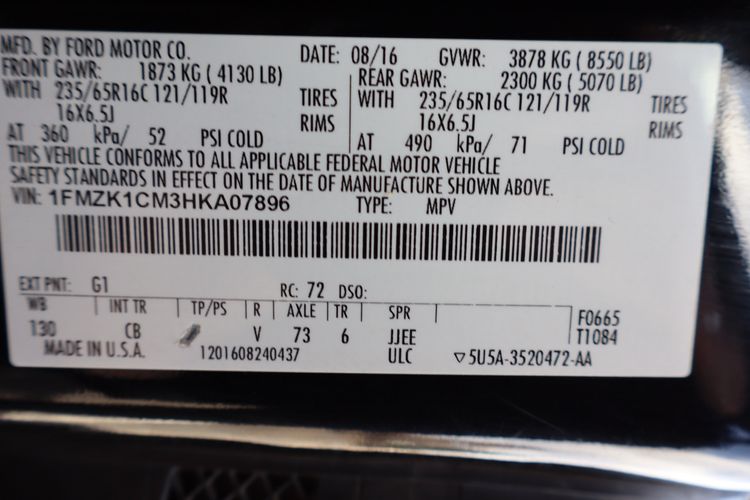 MFD. BY FORD MOTOR CO. DATE: 08/16 GVWR: 3878 KG ( 8550 LB)
FRONT GAWR: 1873 KG ( 4130 LB) REAR GAWR: 2300 KG ( 5070 LB)
WITH 235/65R16C 121/119R TIRES WITH 235/65R16C 121/119R TIRES
16X6.5J RIMS 16X6.5J RIMS
AT 360 kPa/ 52 PSI COLD AT 490 kPa/ 71 PSI COLD
THIS VEHICLE CONFORMS TO ALL APPLICABLE FEDERAL MOTOR VEHICLE
SAFETY STANDARDS IN EFFECT ON THE DATE OF MANUFACTURE SHOWN ABOVE.
VIN: 1FMZK1CM3HKA07896 TYPE: MPV
EXT PNT: G1 RC: 72 DSO:
WB INT TR TP/PS R AXLE TR SPR F0665
130 CB V 73 6 JJEE T1084
MADE IN U.S.A. 1201608240437 ULC ▽5U5A-3520472-AA